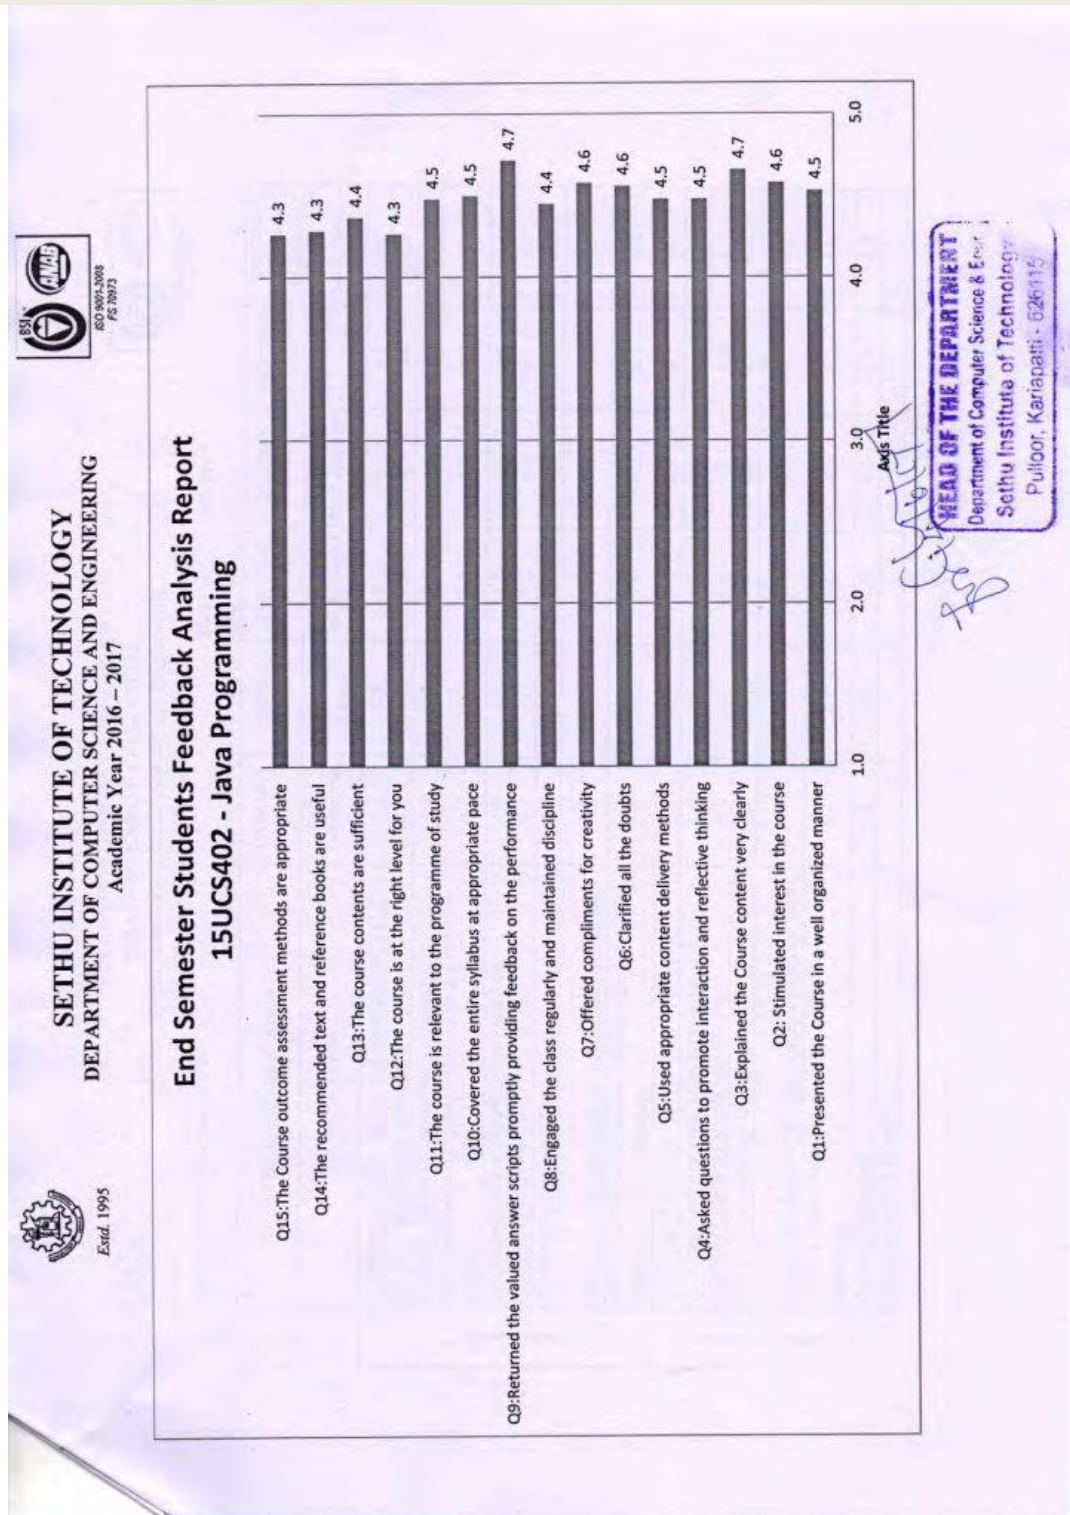 Estd. 1995
SETHU INSTITUTE OF TECHNOLOGY
DEPARTMENT OF COMPUTER SCIENCE AND ENGINEERING
Academic Year 2016 – 2017
BSI
ANAB
ISO 9001-2008
FS 70973
End Semester Students Feedback Analysis Report
15UCS402 - Java Programming
Q15:The Course outcome assessment methods are appropriate 4.3
Q14:The recommended text and reference books are useful 4.3
Q13:The course contents are sufficient 4.4
Q12:The course is at the right level for you 4.3
Q11:The course is relevant to the programme of study 4.5
Q10:Covered the entire syllabus at appropriate pace 4.5
Q9:Returned the valued answer scripts promptly providing feedback on the performance 4.7
Q8:Engaged the class regularly and maintained discipline 4.4
Q7:Offered compliments for creativity 4.6
Q6:Clarified all the doubts 4.6
Q5:Used appropriate content delivery methods 4.5
Q4:Asked questions to promote interaction and reflective thinking 4.5
Q3:Explained the Course content very clearly 4.7
Q2: Stimulated interest in the course 4.6
Q1:Presented the Course in a well organized manner 4.5
1.0 2.0 3.0 4.0 5.0
Axis Title
HEAD OF THE DEPARTMENT
Department of Computer Science &
Sethu Institute of Technology
Pulloor, Kariapatti - 626115